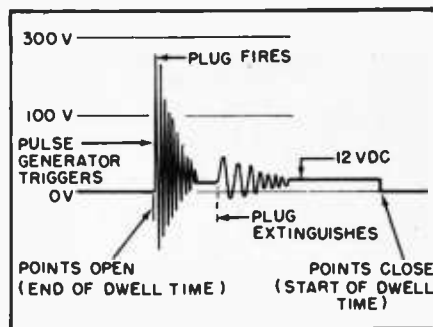 300 V
PLUG FIRES
100 V
PULSE
GENERATOR
TRIGGERS
0V
12 VDC
PLUG
EXTINGUISHES
POINTS OPEN
(END OF DWELL TIME)
POINTS CLOSE
(START OF DWELL
TIME)